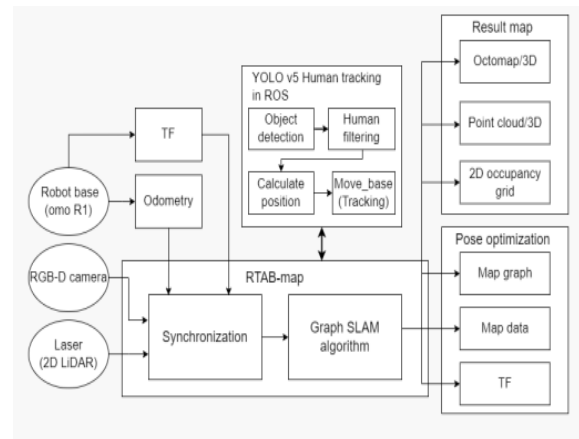 Result map
Octomap/3D
Point cloud/3D
2D occupancy
grid
YOLO v5 Human tracking
in ROS
Object
detection
Human
filtering
Calculate
position
Move_base
(Tracking)
TF
Robot base
(omo R1)
Odometry
RGB-D camera
Laser
(2D LiDAR)
RTAB-map
Synchronization
Graph SLAM
algorithm
Pose optimization
Map graph
Map data
TF